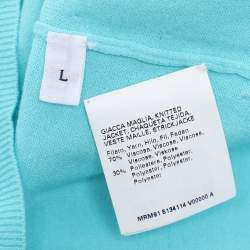 L
GIACCA MAGLIA, KNITTED
JACKET, CHAQUETA TEJIDA,
VESTE MAILLE, STRICKJACKE
Filato, Yarn, Hilo, Fil, Faden
70% Viscosa, Viscose, Viscosa,
Viscose, Viskose
30% Poliestere, Polyester,
Poliester, Polyester,
Polyester
MRM91 S134114 V00000 A